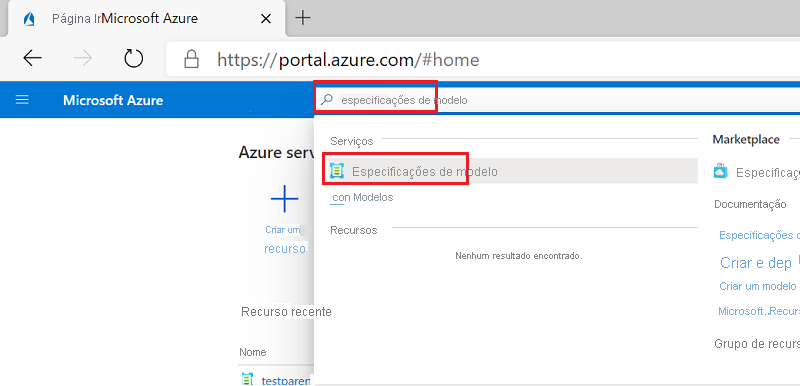 Página IrMicrosoft Azure
https://portal.azure.com/#home
Microsoft Azure
especificações de modelo
Serviços
Especificações de modelo
con Modelos
Recursos
Nenhum resultado encontrado.
Marketplace
Especificaç
Documentação
Especificações c
Criar e dep
Criar um modelo
Microsoft..Recur
Grupo de recurs
Azure serv
Criar um
recurso
Recurso recente
Nome
testparen